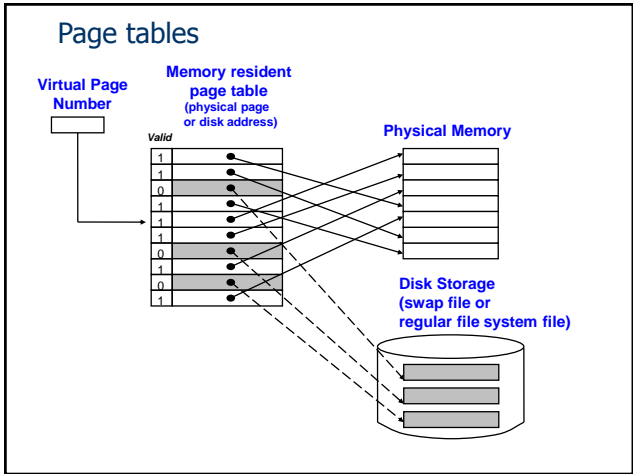 Page tables
Memory resident
page table
(physical page
or disk address)
Virtual Page
Number
Physical Memory
Valid
1
1
0
1
1
1
0
1
0
1
Disk Storage
(swap file or
regular file system file)